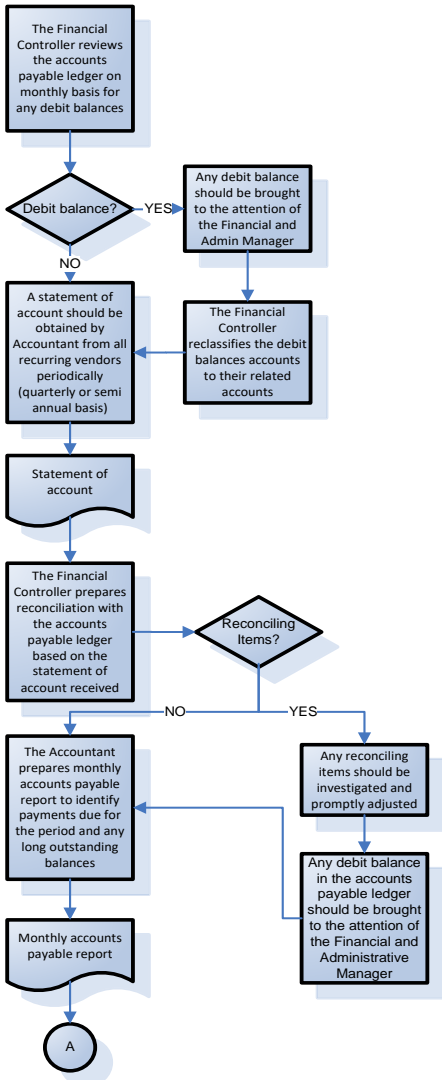 The Financial
Controller reviews
the accounts
payable ledger on
monthly basis for
any debit balances
Debit balance?
YES
Any debit balance
should be brought
to the attention of
the Financial and
Admin Manager
NO
A statement of
account should be
obtained by
Accountant from all
recurring vendors
periodically
(quarterly or semi
annual basis)
The Financial
Controller
reclassifies the debit
balances accounts
to their related
accounts
Statement of
account
The Financial
Controller prepares
reconciliation with
the accounts
payable ledger
based on the
statement of
account received
Reconciling
Items?
NO
YES
The Accountant
prepares monthly
accounts payable
report to identify
payments due for
the period and any
long outstanding
balances
Any reconciling
items should be
investigated and
promptly adjusted
Any debit balance
in the accounts
payable ledger
should be brought
to the attention of
the Financial and
Administrative
Manager
Monthly accounts
payable report
A